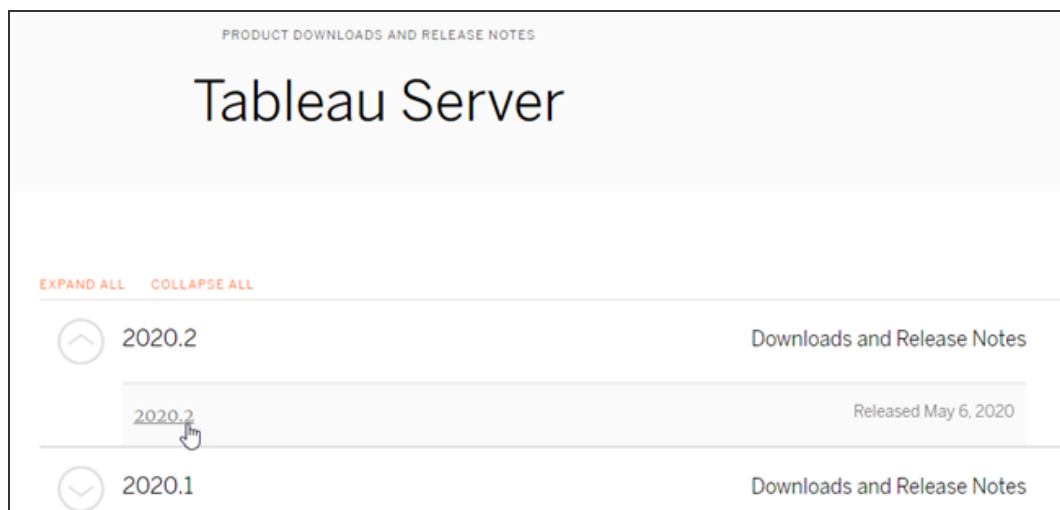 PRODUCT DOWNLOADS AND RELEASE NOTES
Tableau Server
EXPAND ALL COLLAPSE ALL
2020.2 Downloads and Release Notes
2020.2 Released May 6, 2020
2020.1 Downloads and Release Notes